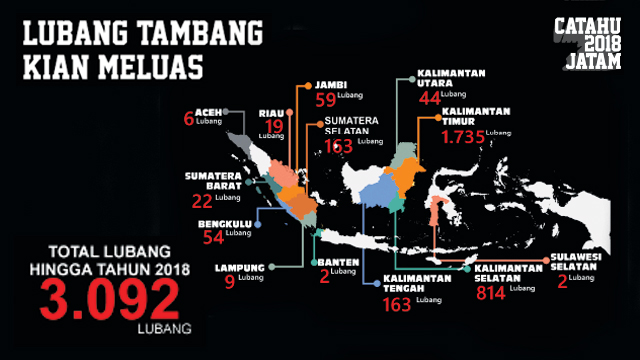 LUBANG TAMBANG
KIAN MELUAS
CATAHU
2018
JATAM
ACEH
6 Lubang
RIAU
19
Lubang
JAMBI
59 Lubang
SUMATERA
SELATAN
163 Lubang
KALIMANTAN
UTARA
44 Lubang
KALIMANTAN
TIMUR
1.735 Lubang
SUMATERA
BARAT
22 Lubang
BENGKULU
54 Lubang
LAMPUNG
9 Lubang
BANTEN
2 Lubang
KALIMANTAN
TENGAH
163 Lubang
KALIMANTAN
SELATAN
814 Lubang
SULAWESI
SELATAN
2 Lubang
TOTAL LUBANG
HINGGA TAHUN 2018
3.092
LUBANG